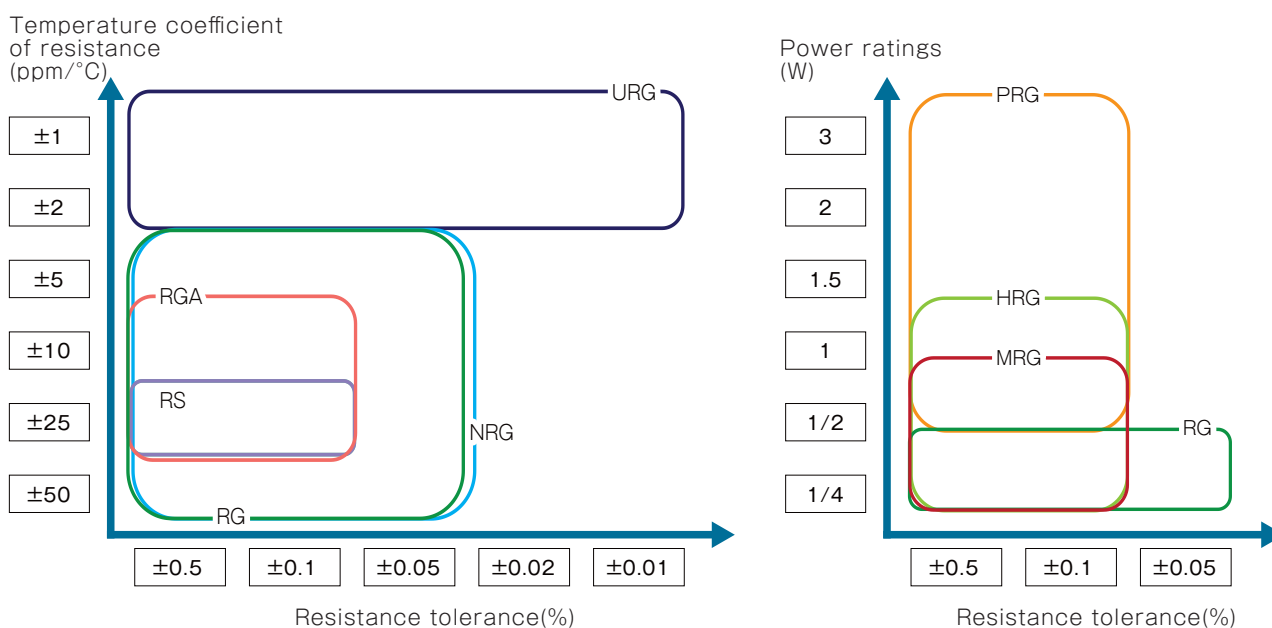 Temperature coefficient
of resistance
(ppm/°C)
URG
±1
±2
±5
RGA
±10
RS
±25
NRG
±50
RG
±0.5
±0.1
±0.05
±0.02
±0.01
Resistance tolerance(%)
Power ratings
(W)
PRG
3
2
1.5
HRG
1
MRG
1/2
RG
1/4
±0.5
±0.1
±0.05
Resistance tolerance(%)